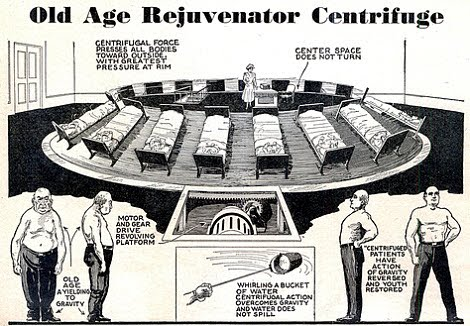 Old Age Rejuvenator Centrifuge
CENTRIFUGAL FORCE
PRESSES ALL BODIES
TOWARD OUTSIDE,
WITH GREATEST
PRESSURE AT RIM
CENTER SPACE
DOES NOT TURN
MOTOR
AND GEAR
DRIVE
REVOLVING
PLATFORM
OLD
AGE
A YIELDING
TO
GRAVITY
WHIRLING A BUCKET
OF WATER
CENTRIFUGAL ACTION
OVERCOMES GRAVITY
AND WATER DOES
NOT SPILL
"CENTRIFUGED"
PATIENTS
HAVE
ACTION
OF GRAVITY
REVERSED
AND YOUTH
RESTORED